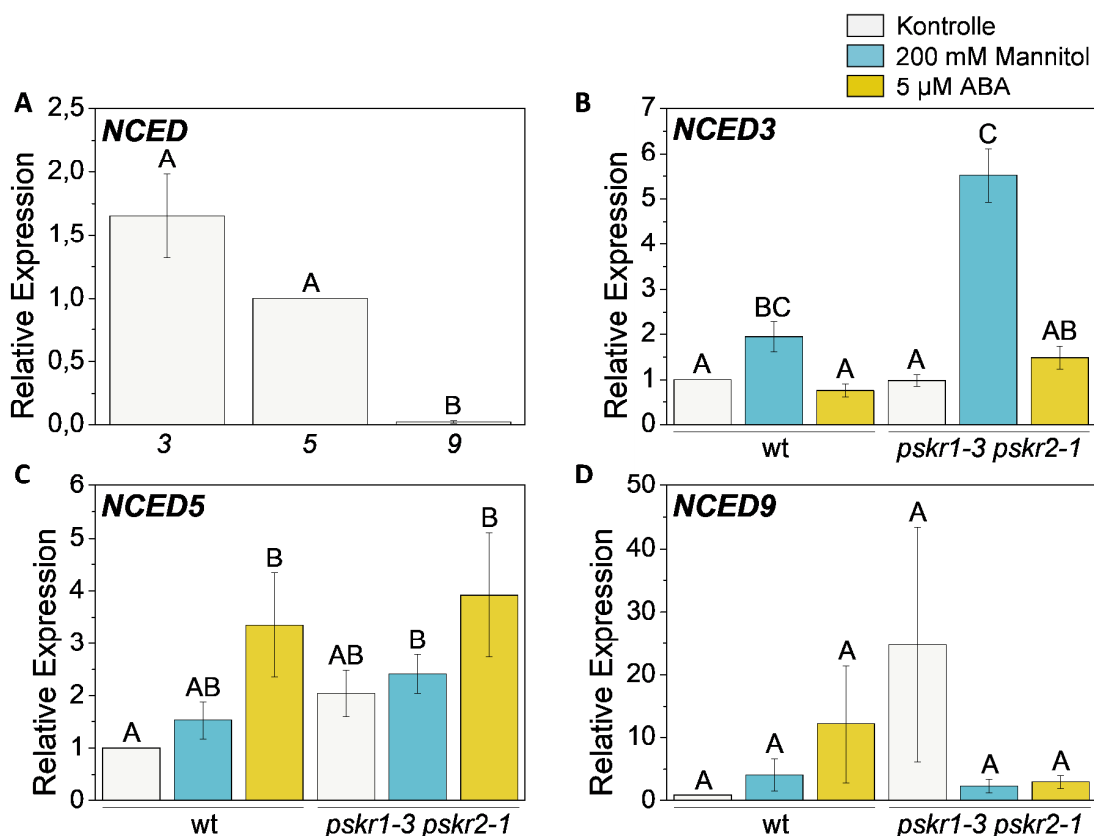 Kontrolle
200 mM Mannitol
5 µM ABA
A
NCED
Relative Expression
2,5
2,0
1,5
1,0
0,5
0,0
A
A
B
3 5 9
B
NCED3
Relative Expression
7
6
5
4
3
2
1
0
A
BC
A
A
C
AB
wt pskr1-3 pskr2-1
C
NCED5
Relative Expression
6
5
4
3
2
1
0
A
AB
B
AB
B
B
wt pskr1-3 pskr2-1
D
NCED9
Relative Expression
50
40
30
20
10
0
A
A
A
A
A
A
wt pskr1-3 pskr2-1